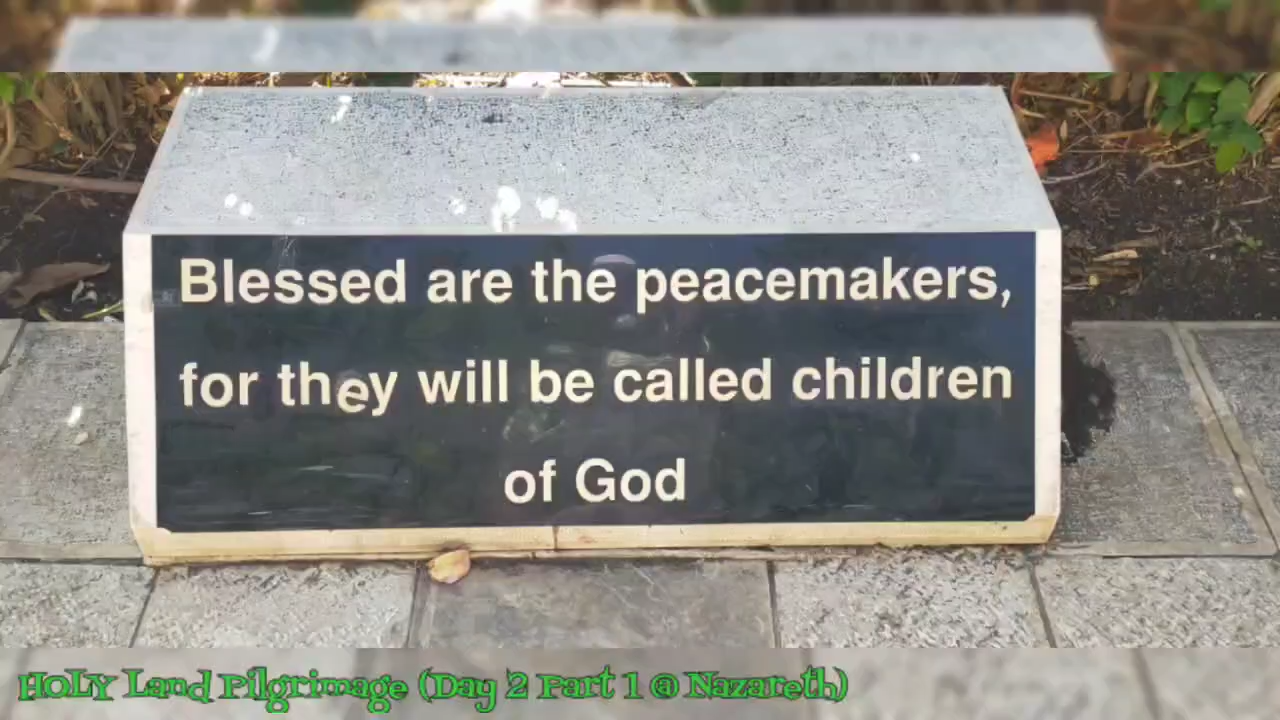 Blessed are the peacemakers,
for they will be called children
of God
HOLY Land Pilgrimage (Day 2 Part 1 @ Nazareth)